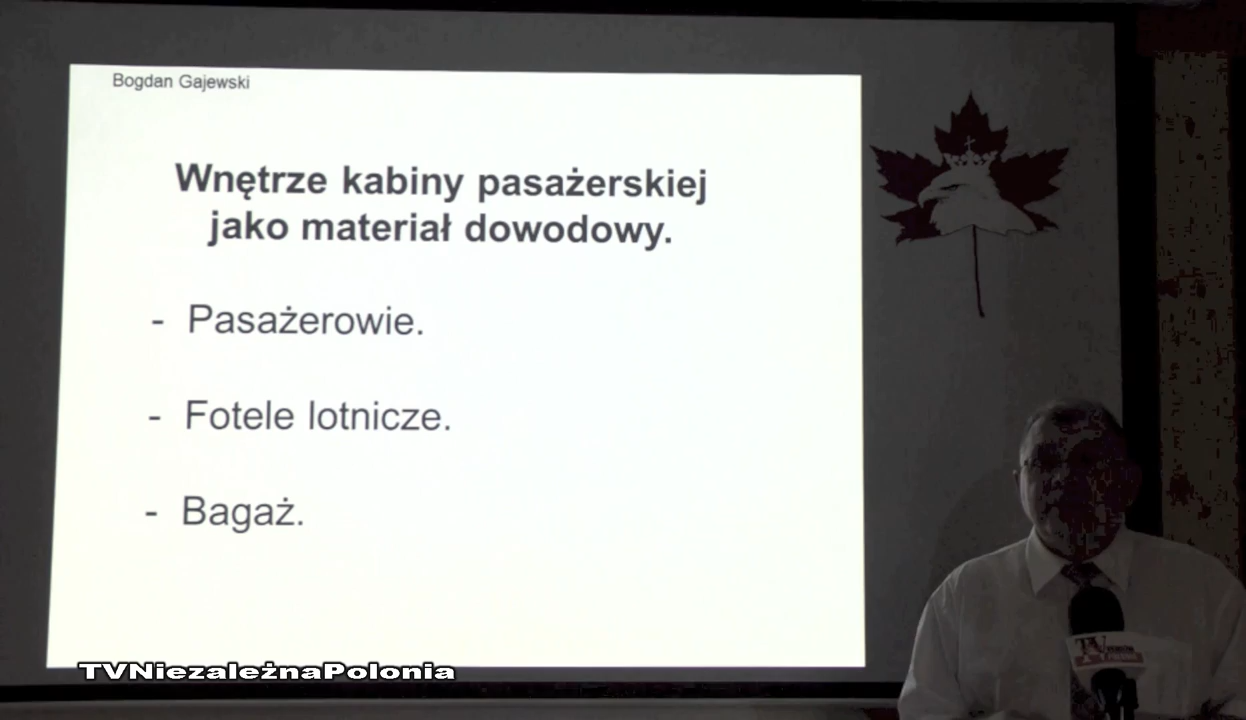 Bogdan Gajewski
Wnętrze kabiny pasażerskiej
jako materiał dowodowy.
- Pasażerowie.
- Fotele lotnicze.
- Bagaż.
TVNiezależnaPolonia